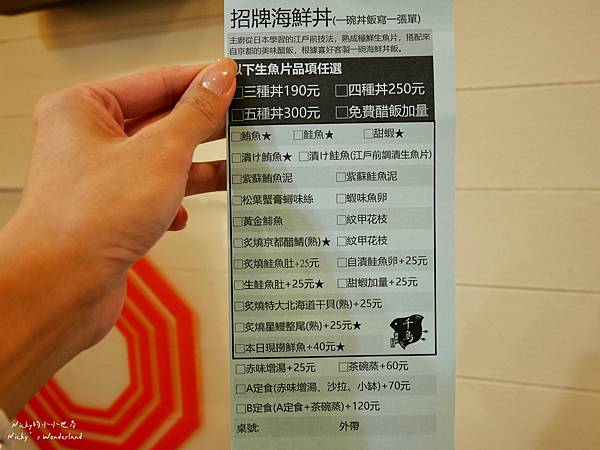 招牌海鮮丼(一碗丼飯寫一張單)
主廚從日本學習的江戶前技法，熟成極鮮生魚片，搭配來
自京都的美味醋飯，根據喜好客製一碗海鮮丼飯。
以下生魚片品項任選
□三種丼190元 □四種丼250元
□五種丼300元 □免費醋飯加量
□鮪魚★ □鮭魚★ □甜蝦★
□漬け鮪魚★ □漬け鮭魚(江戶前調漬生魚片)
□紫蘇鮪魚泥 □紫蘇鮭魚泥
□松葉蟹膏蟳味絲 □蝦味魚卵
□黃金鯡魚 □紋甲花枝
□炙燒京都醋鯖(熟)★ □紋甲花枝
□炙燒鮭魚肚+25元 □自漬鮭魚卵+25元
□生鮭魚肚+25元★ □甜蝦加量+25元
□炙燒特大北海道干貝(熟)+25元
□炙燒星鰻整尾(熟)+25元★
□本日現撈鮮魚+40元★
千鳥
□赤味增湯+25元 □茶碗蒸+60元
□A定食(赤味增湯、沙拉、小缽)+70元
□B定食(A定食+茶碗蒸)+120元
桌號: 外帶
Nicky的小小世界
Nicky's Wonderland